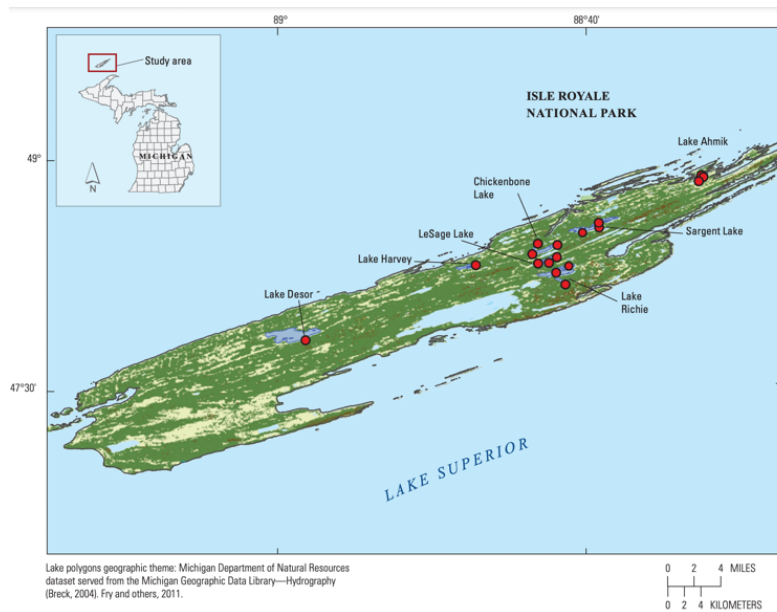 89°
88°40'
Study area
MICHIGAN
N
ISLE ROYALE
NATIONAL PARK
49°
Lake Ahmik
Chickenbone
Lake
LeSage Lake
Sargent Lake
Lake Harvey
Lake Desor
Lake
Richie
47°30'
LAKE SUPERIOR
Lake polygons geographic theme: Michigan Department of Natural Resources
dataset served from the Michigan Geographic Data Library—Hydrography
(Breck, 2004). Fry and others, 2011.
0 2 4 MILES
0 2 4 KILOMETERS